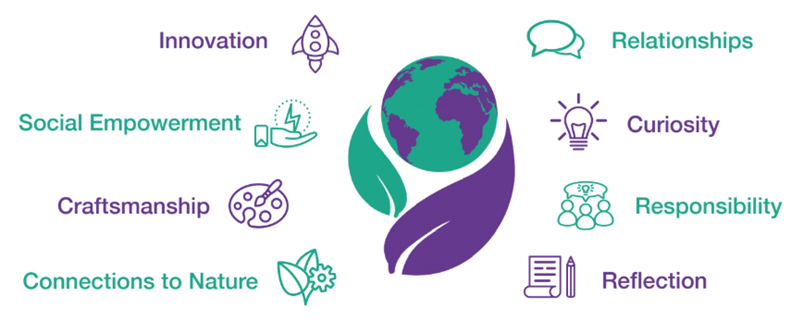 Innovation
Relationships
Social Empowerment
Curiosity
Craftsmanship
Responsibility
Connections to Nature
Reflection